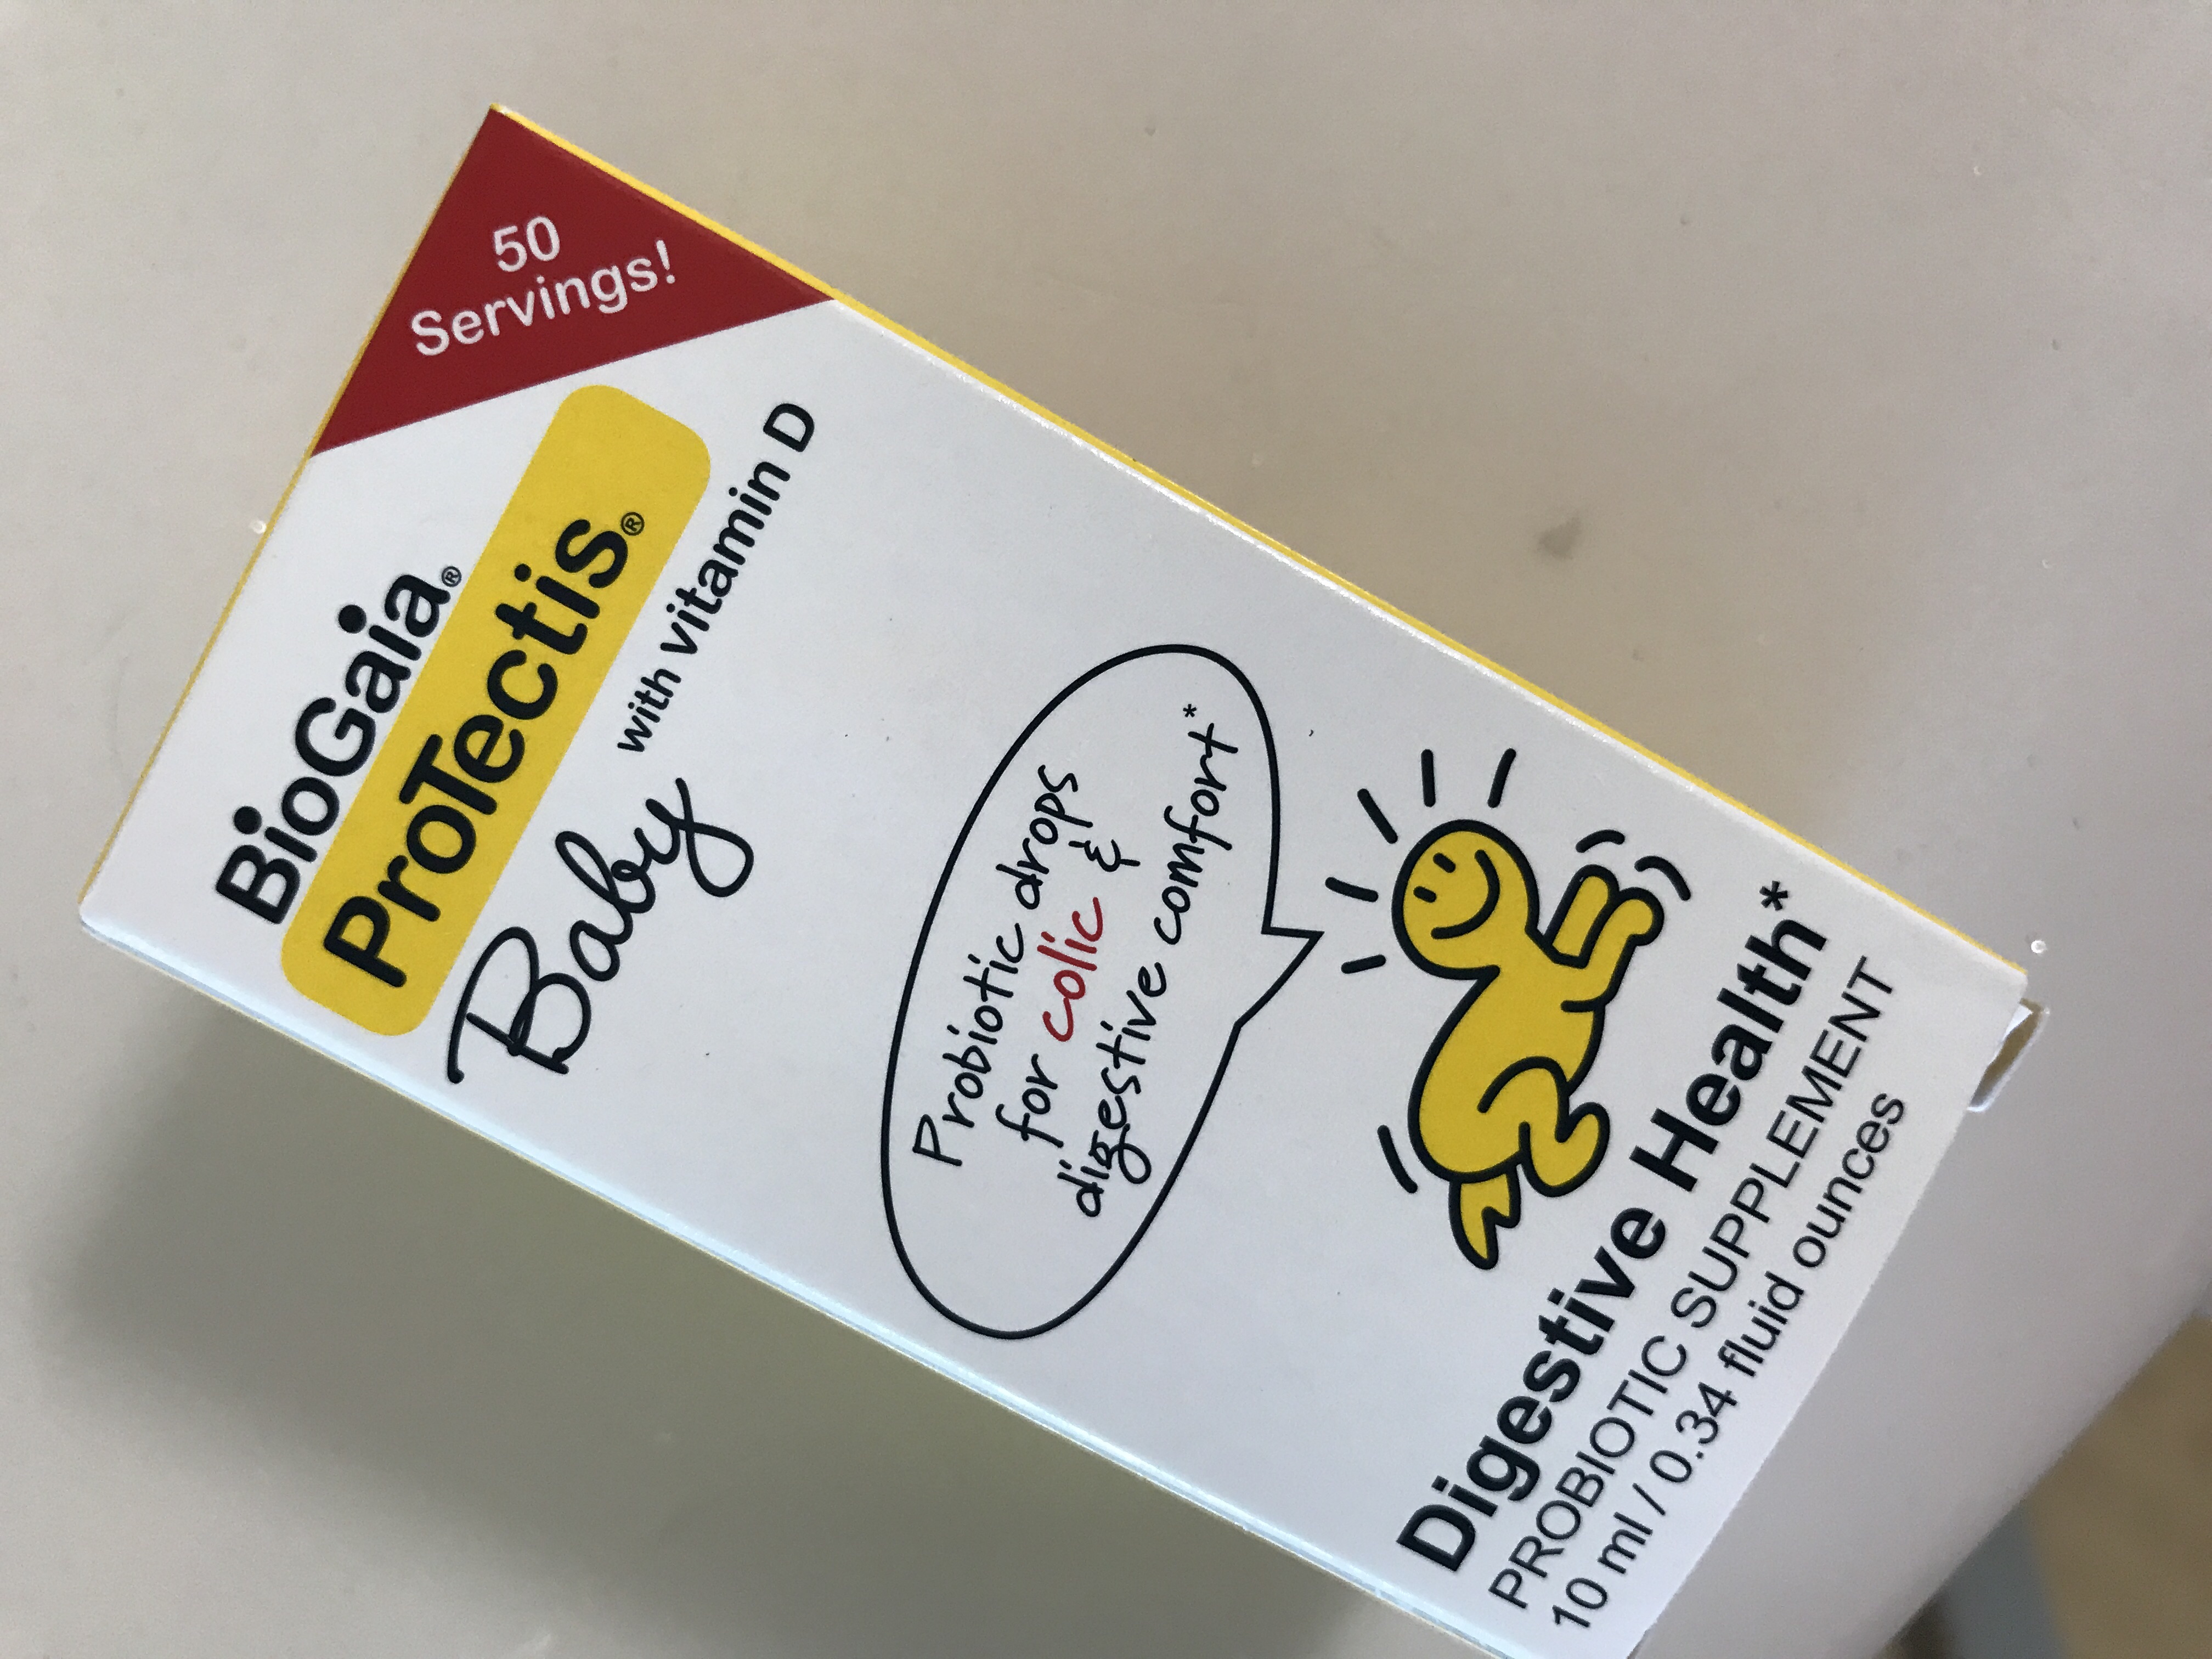 50
Servings!
BioGaia®
ProTectis®
Baby with vitamin D
Probiotic drops
for colic &
digestive comfort*
Digestive Health*
PROBIOTIC SUPPLEMENT
10 ml / 0.34 fluid ounces